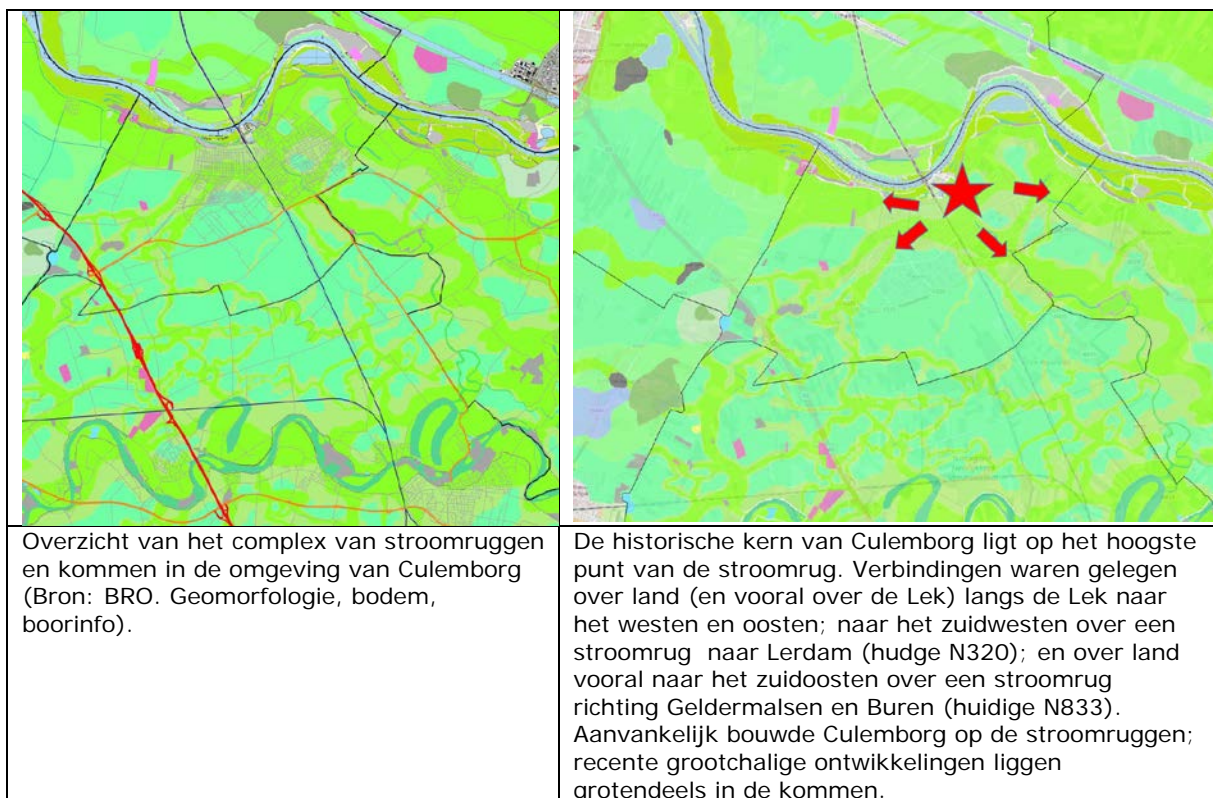 Overzicht van het complex van stroomruggen
en kommen in de omgeving van Culemborg
(Bron: BRO. Geomorfologie, bodem,
boorinfo).
De historische kern van Culemborg ligt op het hoogste
punt van de stroomrug. Verbindingen waren gelegen
over land (en vooral over de Lek) langs de Lek naar
het westen en oosten; naar het zuidwesten over een
stroomrug naar Lerdam (hudge N320); en over land
vooral naar het zuidoosten over een stroomrug
richting Geldermalsen en Buren (huidige N833).
Aanvankelijk bouwde Culemborg op de stroomruggen;
recente grootchalige ontwikkelingen liggen
grotendeels in de kommen.